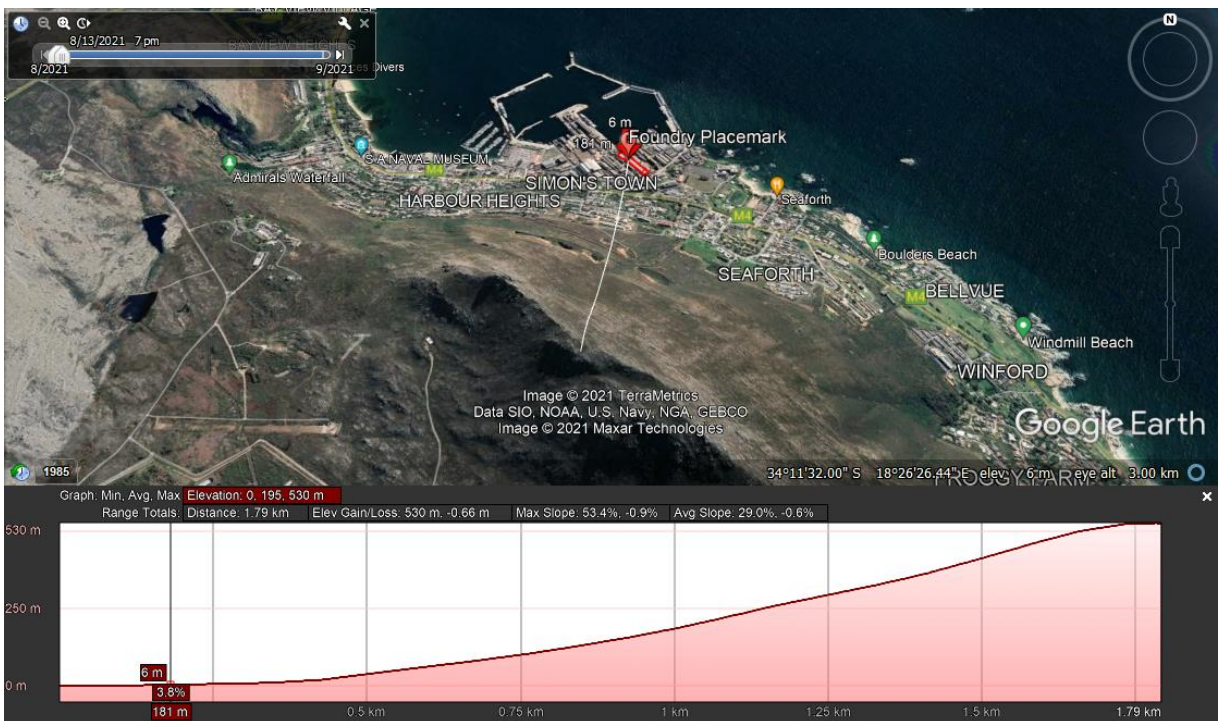 BAYVIEW HEIGHTS
8/13/2021 7 pm
8/2021
9/2021
Divers
N
6 m
Foundry Placemark
181 m
S A NAVAL MUSEUM
M4
Admirals Waterfall
SIMON'S TOWN
HARBOUR HEIGHTS
Seaforth
M4
Boulders Beach
SEAFORTH
M4
BELLVUE
Windmill Beach
WINFORD
Image © 2021 TerraMetrics
Data SIO, NOAA, U.S. Navy, NGA, GEBCO
Image © 2021 Maxar Technologies
Google Earth
1985
34°11'32.00" S 18°26'26.44" E elev 6 m eye alt 3.00 km
FROGGY FARM
Graph: Min, Avg, Max Elevation: 0, 195, 530 m
Range Totals: Distance: 1.79 km Elev Gain/Loss: 530 m, -0.66 m Max Slope: 53.4%, -0.9% Avg Slope: 29.0%, -0.6%
530 m
250 m
6 m
0 m
3.8%
181 m
0.5 km
0.75 km
1 km
1.25 km
1.5 km
1.79 km